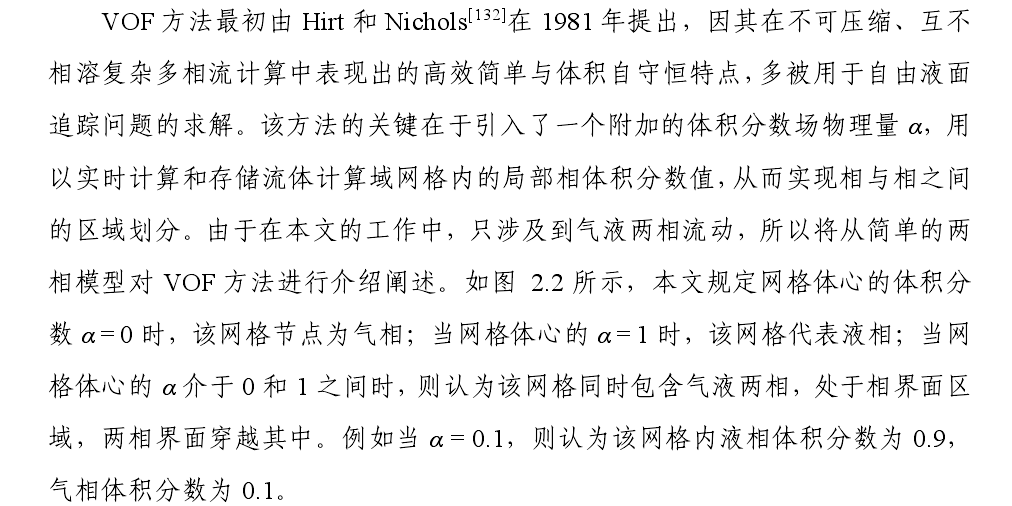 VOF 方法最初由 Hirt 和 Nichols[132]在 1981 年提出，因其在不可压缩、互不
相溶复杂多相流计算中表现出的高效简单与体积自守恒特点，多被用于自由液面
追踪问题的求解。该方法的关键在于引入了一个附加的体积分数场物理量 α，用
以实时计算和存储流体计算域网格内的局部相体积分数值，从而实现相与相之间
的区域划分。由于在本文的工作中，只涉及到气液两相流动，所以将从简单的两
相模型对 VOF 方法进行介绍阐述。如图 2.2 所示，本文规定网格体心的体积分
数 α=0 时，该网格节点为气相；当网格体心的 α=1 时，该网格代表液相；当网
格体心的 α 介于 0 和 1 之间时，则认为该网格同时包含气液两相，处于相界面区
域，两相界面穿越其中。例如当 α = 0.1，则认为该网格内液相体积分数为 0.9，
气相体积分数为 0.1。